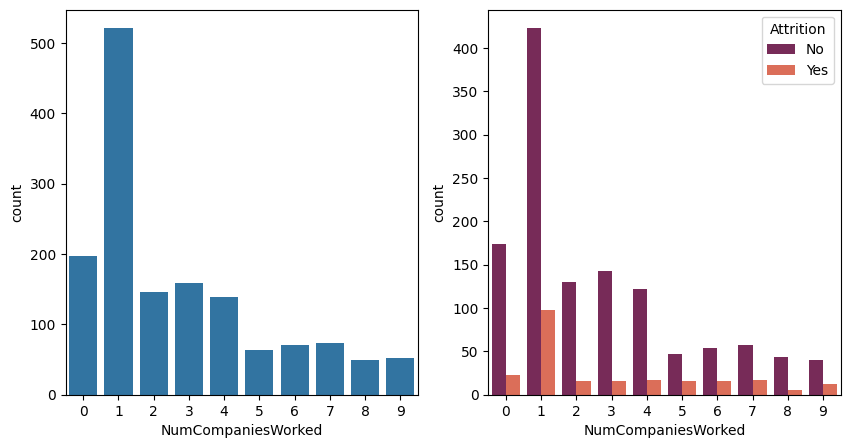 500
400
300
200
100
0
count
0 1 2 3 4 5 6 7 8 9
NumCompaniesWorked
400
350
300
250
200
150
100
50
0
count
Attrition
No
Yes
0 1 2 3 4 5 6 7 8 9
NumCompaniesWorked